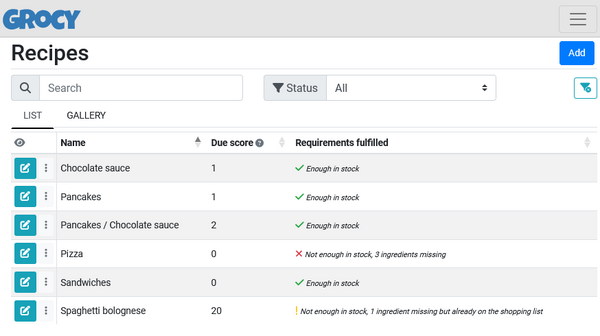 GROCY
Recipes
Add
Search
Status
All
LIST GALLERY
Name Due score Requirements fulfilled
Chocolate sauce 1 Enough in stock
Pancakes 1 Enough in stock
Pancakes / Chocolate sauce 2 Enough in stock
Pizza 0 Not enough in stock, 3 ingredients missing
Sandwiches 0 Enough in stock
Spaghetti bolognese 20 Not enough in stock, 1 ingredient missing but already on the shopping list